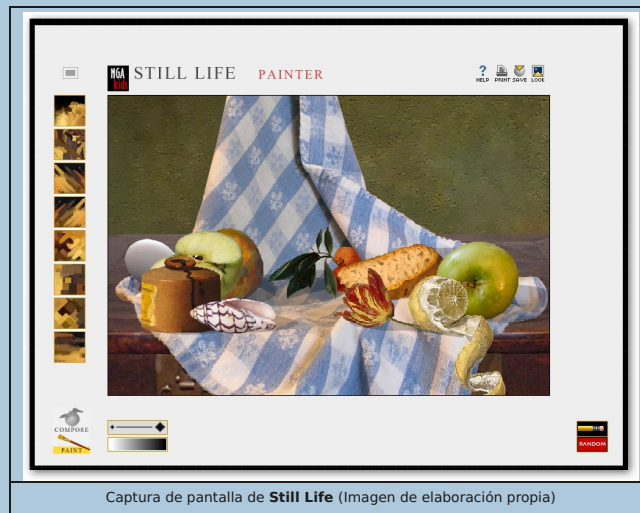 NGA kids STILL LIFE PAINTER
HELP PRINT SAVE LOOK
COMPOSE
PAINT
RANDOM
Captura de pantalla de Still Life (Imagen de elaboración propia)